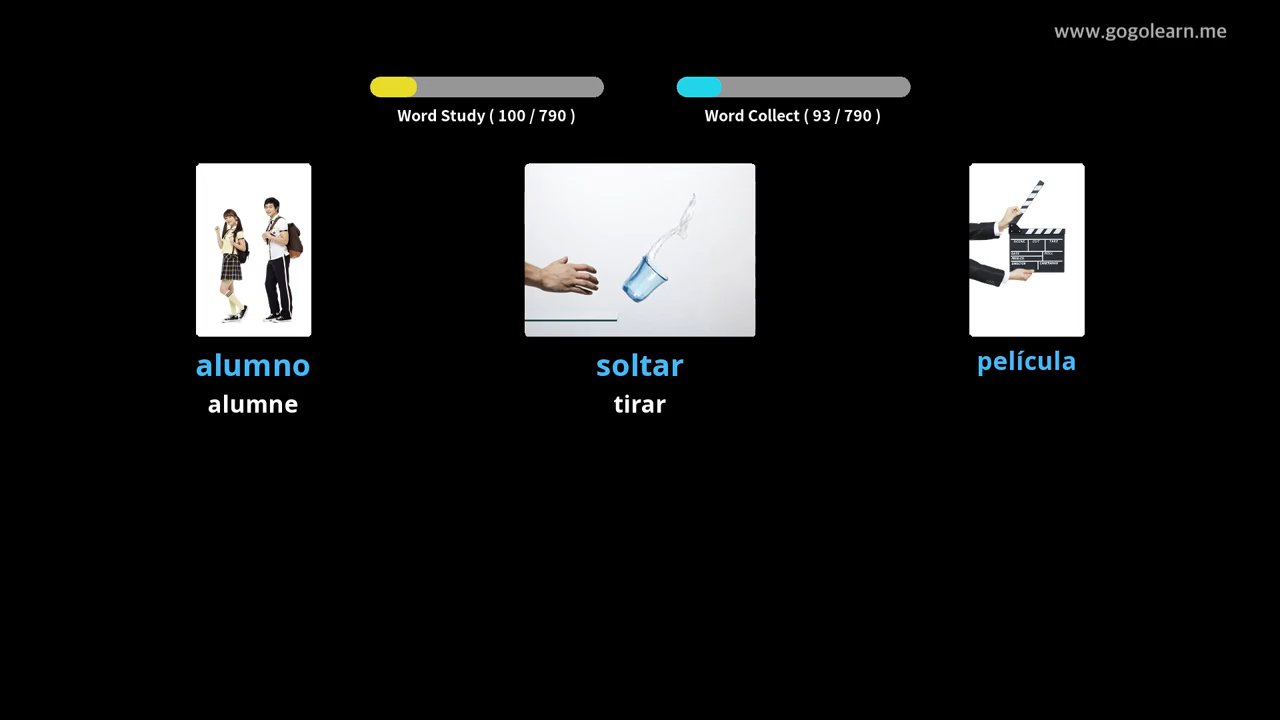 www.gogolearn.me
Word Study ( 100 / 790 )
Word Collect ( 93 / 790 )
alumno
alumne
soltar
tirar
película